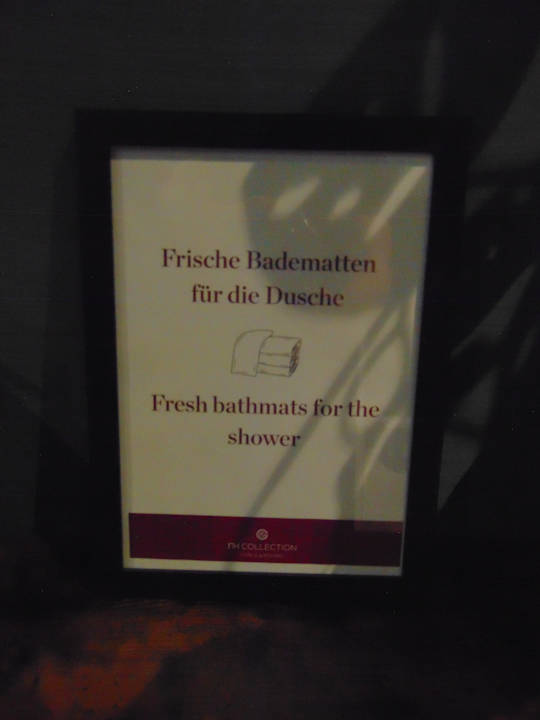 Frische Badematten
für die Dusche
Fresh bathmats for the
shower
NH COLLECTION